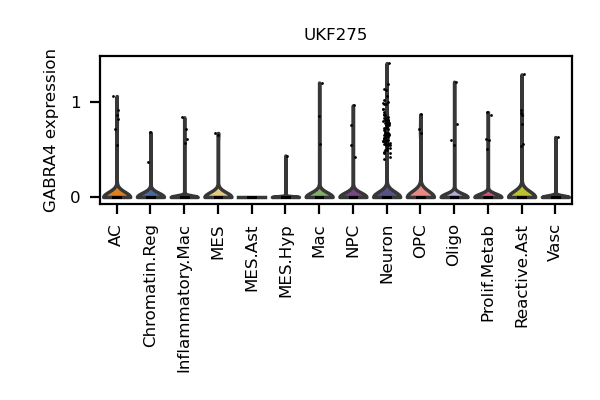 UKF275
GABRA4 expression
1
0
AC
Chromatin.Reg
Inflammatory.Mac
MES
MES.Ast
MES.Hyp
Mac
NPC
Neuron
OPC
Oligo
Prolif.Metab
Reactive.Ast
Vasc